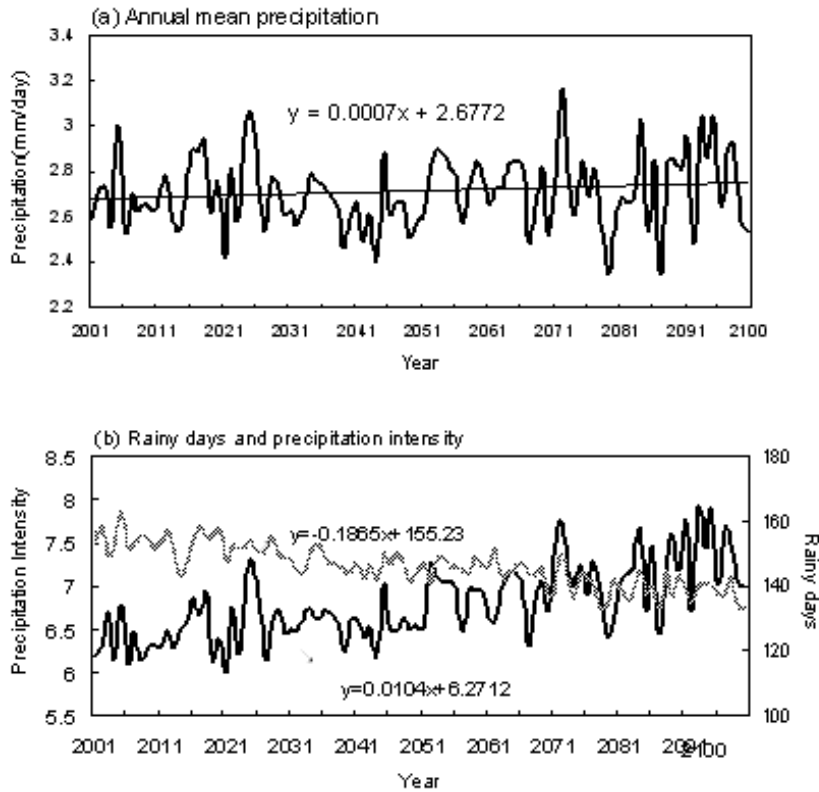 (a) Annual mean precipitation
3.4
3.2
3
2.8
2.6
2.4
2.2
Precipitation(mm/day)
y = 0.0007x + 2.6772
2001 2011 2021 2031 2041 2051 2061 2071 2081 2091 2100
Year
(b) Rainy days and precipitation intensity
8.5
8
7.5
7
6.5
6
5.5
Precipitation Intensity
180
160
140
120
100
Rainy days
y=-0.1865x+155.23
y=0.0104x+6.2712
2001 2011 2021 2031 2041 2051 2061 2071 2081 2091 2100
Year